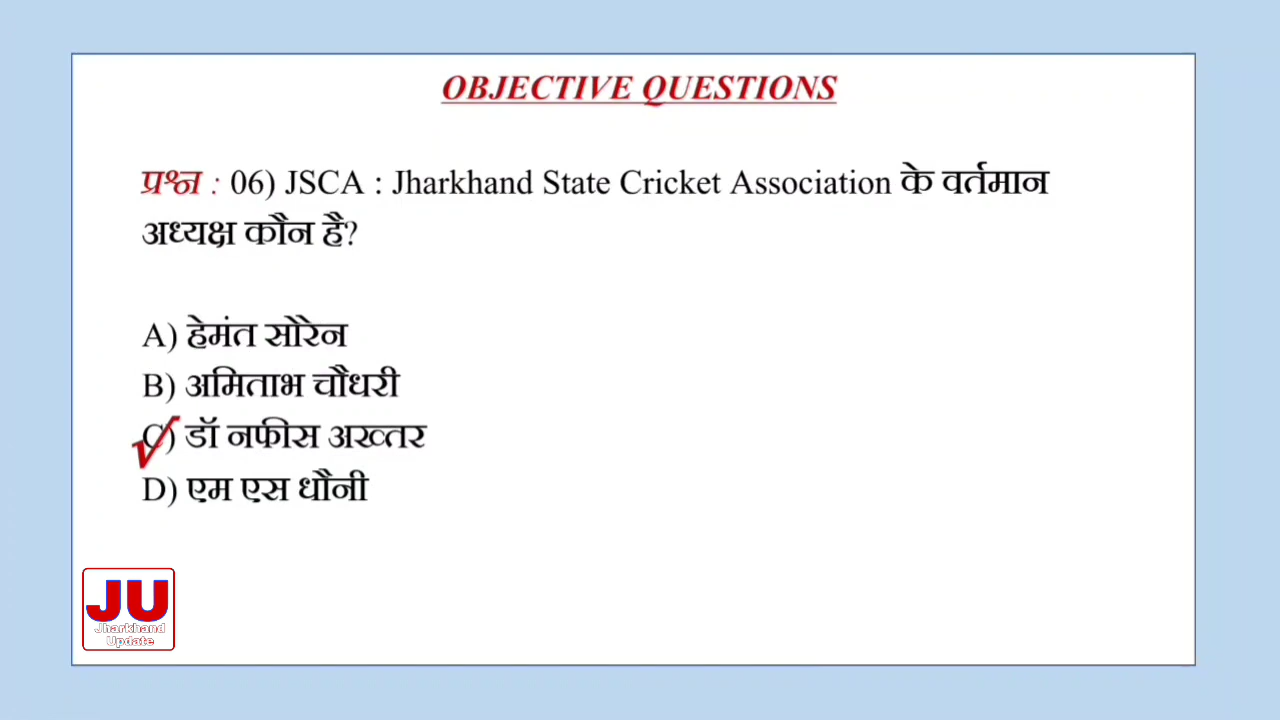 OBJECTIVE QUESTIONS
प्रश्न : 06) JSCA : Jharkhand State Cricket Association के वर्तमान
अध्यक्ष कौन है?
A) हेमंत सौरेन
B) अमिताभ चौधरी
C) डॉ नफीस अख्तर
D) एम एस धौनी
JU
Jharkhand
Update